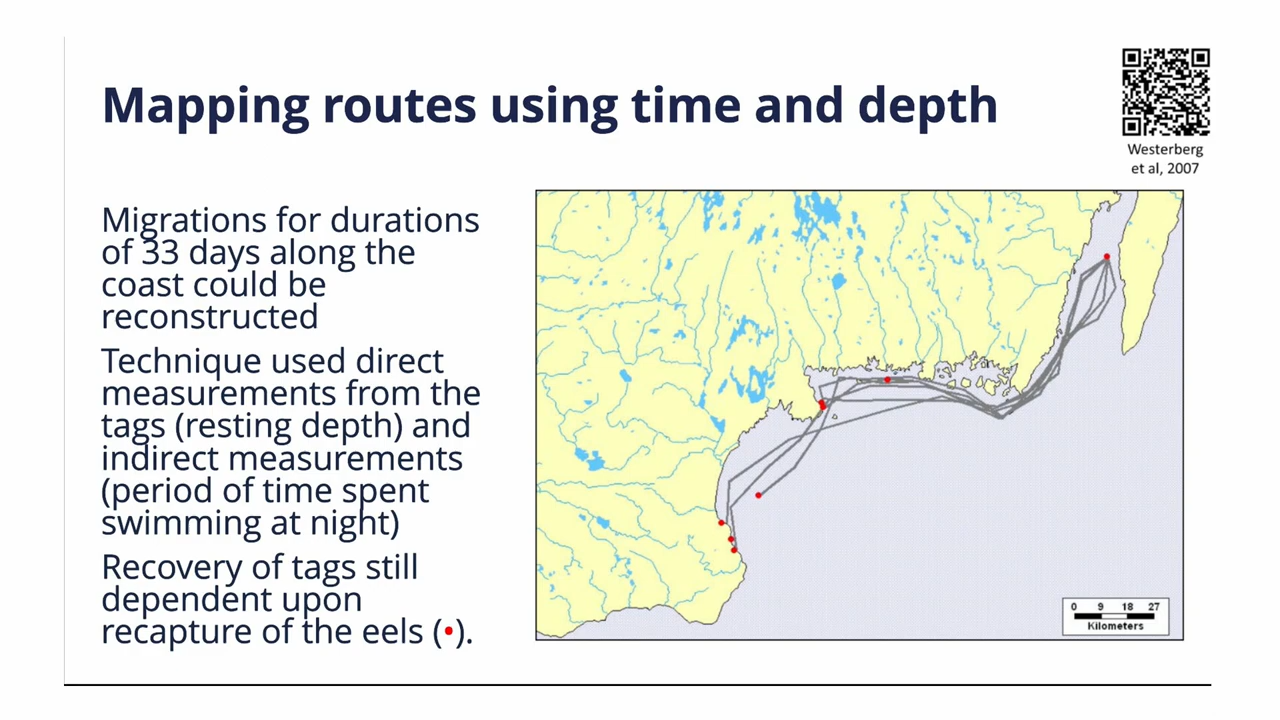 Mapping routes using time and depth
Westerberg
et al, 2007
Migrations for durations
of 33 days along the
coast could be
reconstructed
Technique used direct
measurements from the
tags (resting depth) and
indirect measurements
(period of time spent
swimming at night)
Recovery of tags still
dependent upon
recapture of the eels (•).
0 9 18 27
Kilometers